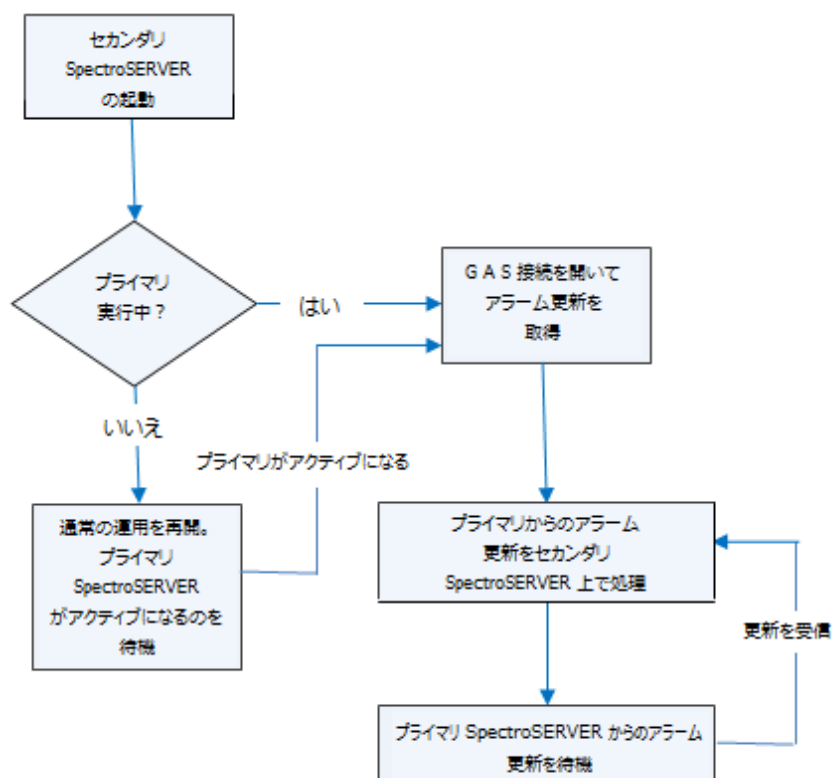 セカンダリ
SpectroSERVER
の起動
プライマリ
実行中？
はい
GAS 接続を開いて
アラーム更新を
取得
いいえ
プライマリがアクティブになる
通常の運用を再開。
プライマリ
SpectroSERVER
がアクティブになるのを
待機
プライマリからのアラーム
更新をセカンダリ
SpectroSERVER 上で処理
更新を受信
プライマリ SpectroSERVER からのアラーム
更新を待機